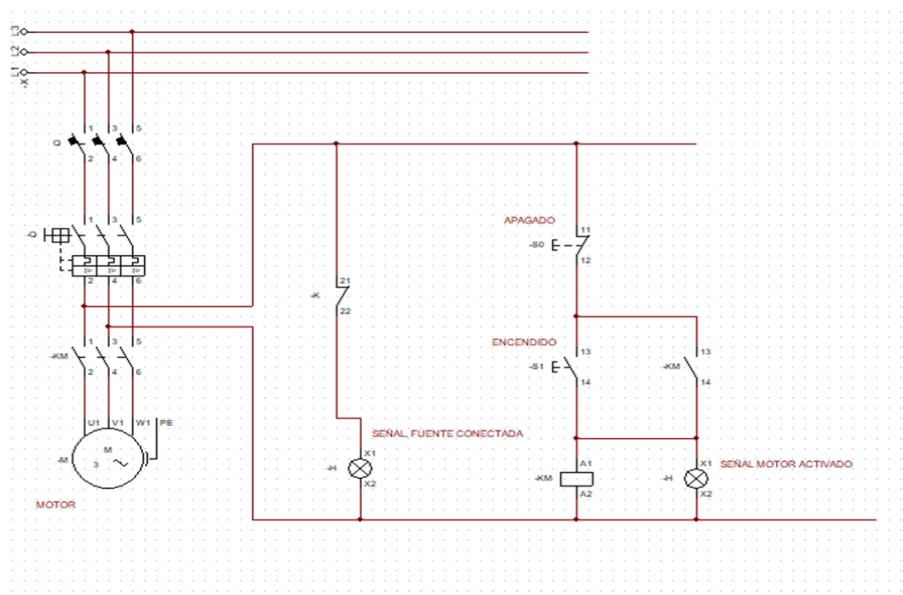 L3
L2
L1
-X
1 3 5
Q
2 4 6
1 3 5
-Q
I> I> I>
2 4 6
1 3 5
-KM
2 4 6
U1 V1 W1 PE
-M
M
3
MOTOR
21
-K
22
SEÑAL, FUENTE CONECTADA
X1
-H
X2
APAGADO
11
-S0
12
ENCENDIDO
13
-S1
14
13
-KM
14
A1
-KM
A2
X1
SEÑAL MOTOR ACTIVADO
-H
X2